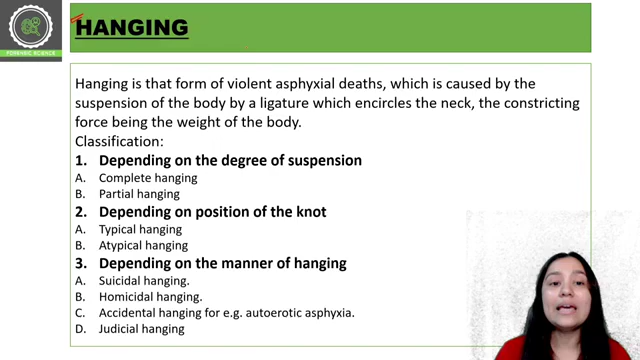 HANGING
FORENSIC SCIENCE
Hanging is that form of violent asphyxial deaths, which is caused by the
suspension of the body by a ligature which encircles the neck, the constricting
force being the weight of the body.
Classification:
1. Depending on the degree of suspension
A. Complete hanging
B. Partial hanging
2. Depending on position of the knot
A. Typical hanging
B. Atypical hanging
3. Depending on the manner of hanging
A. Suicidal hanging.
B. Homicidal hanging.
C. Accidental hanging for e.g. autoerotic asphyxia.
D. Judicial hanging